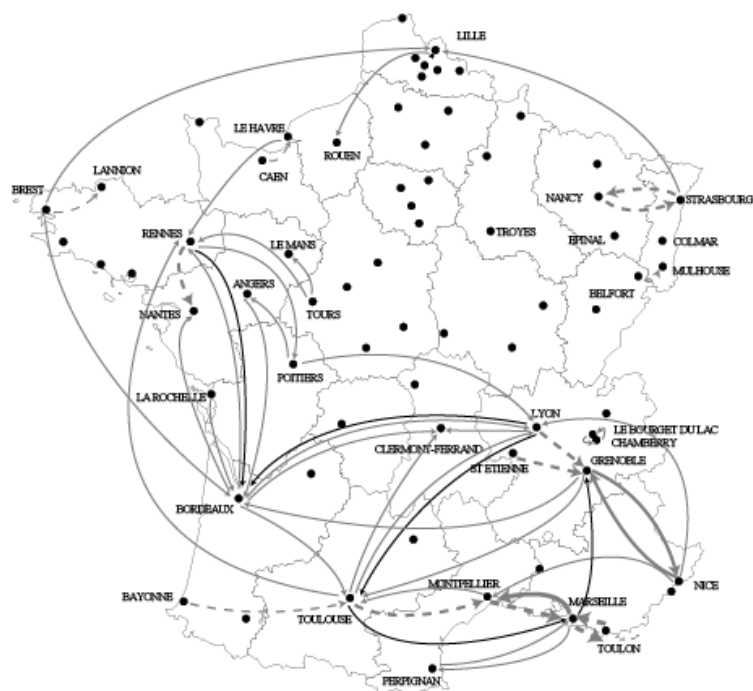 LILLE
LE HAVRE
ROUEN
CAEN
LANNION
BREST
NANCY
STRASBOURG
RENNES
LE MANS
TROYES
EPINAL
COLMAR
MULHOUSE
ANGERS
BELFORT
NANTES
TOURS
POITIERS
LA ROCHELLE
LYON
LE BOURGET DU LAC
CHAMBERRY
CLERMONT-FERRAND
GRENOBLE
ST ETIENNE
BORDEAUX
MONTPELLIER
NICE
BAYONNE
MARSEILLE
TOULOUSE
TOULON
PERPIGNAN